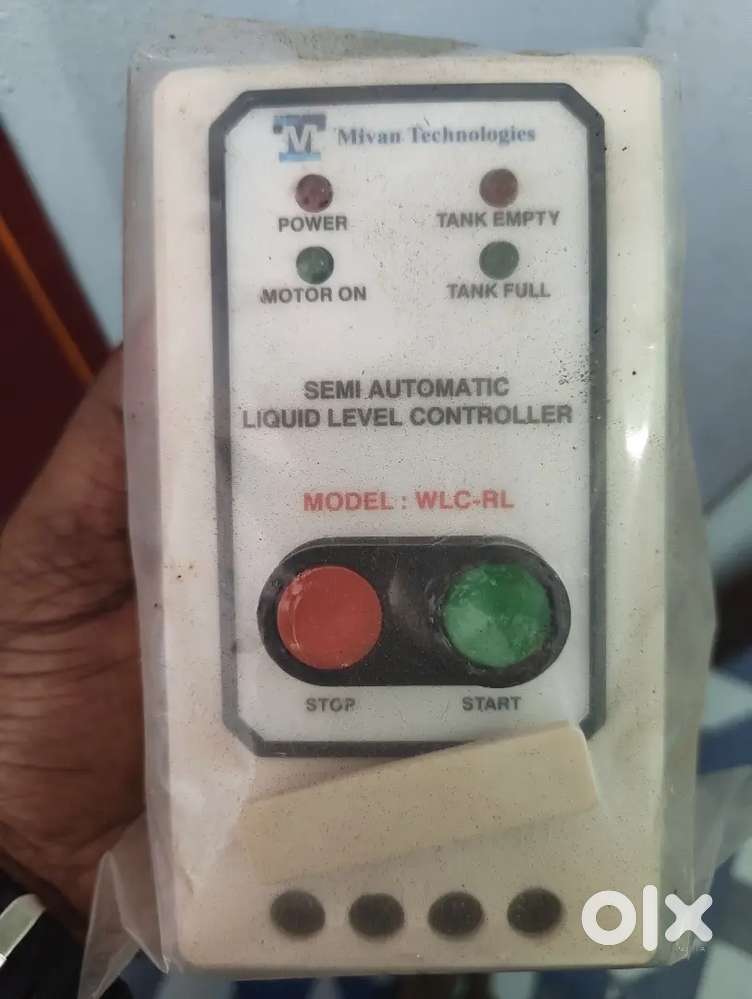 M Mivan Technologies
POWER TANK EMPTY
MOTOR ON TANK FULL
SEMI AUTOMATIC
LIQUID LEVEL CONTROLLER
MODEL : WLC-RL
STOP START
olx